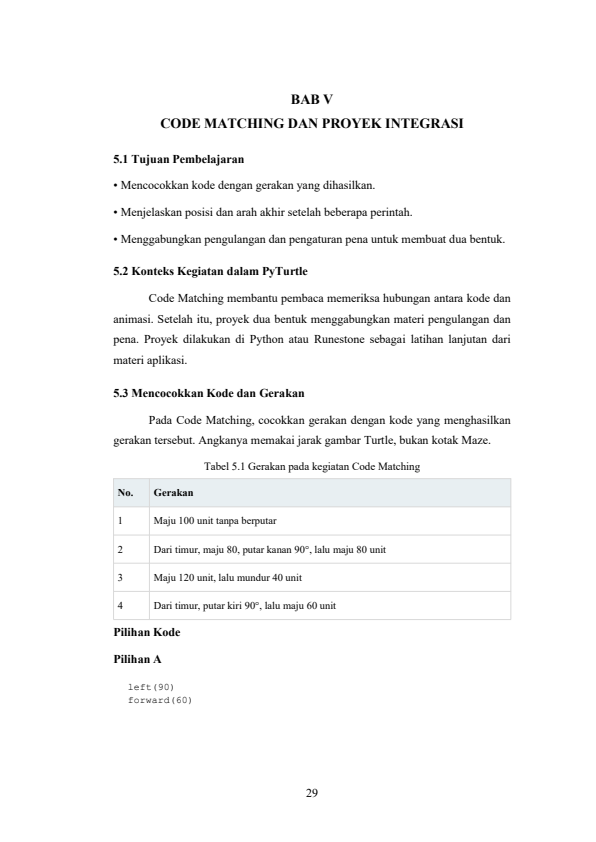 BAB V
CODE MATCHING DAN PROYEK INTEGRASI
5.1 Tujuan Pembelajaran
• Mencocokkan kode dengan gerakan yang dihasilkan.
• Menjelaskan posisi dan arah akhir setelah beberapa perintah.
• Menggabungkan pengulangan dan pengaturan pena untuk membuat dua bentuk.
5.2 Konteks Kegiatan dalam PyTurtle
Code Matching membantu pembaca memeriksa hubungan antara kode dan
animasi. Setelah itu, proyek dua bentuk menggabungkan materi pengulangan dan
pena. Proyek dilakukan di Python atau Runestone sebagai latihan lanjutan dari
materi aplikasi.
5.3 Mencocokkan Kode dan Gerakan
Pada Code Matching, cocokkan gerakan dengan kode yang menghasilkan
gerakan tersebut. Angkanya memakai jarak gambar Turtle, bukan kotak Maze.
Tabel 5.1 Gerakan pada kegiatan Code Matching
No. Gerakan
1 Maju 100 unit tanpa berputar
2 Dari timur, maju 80, putar kanan 90°, lalu maju 80 unit
3 Maju 120 unit, lalu mundur 40 unit
4 Dari timur, putar kiri 90°, lalu maju 60 unit
Pilihan Kode
Pilihan A
left(90)
forward(60)
29